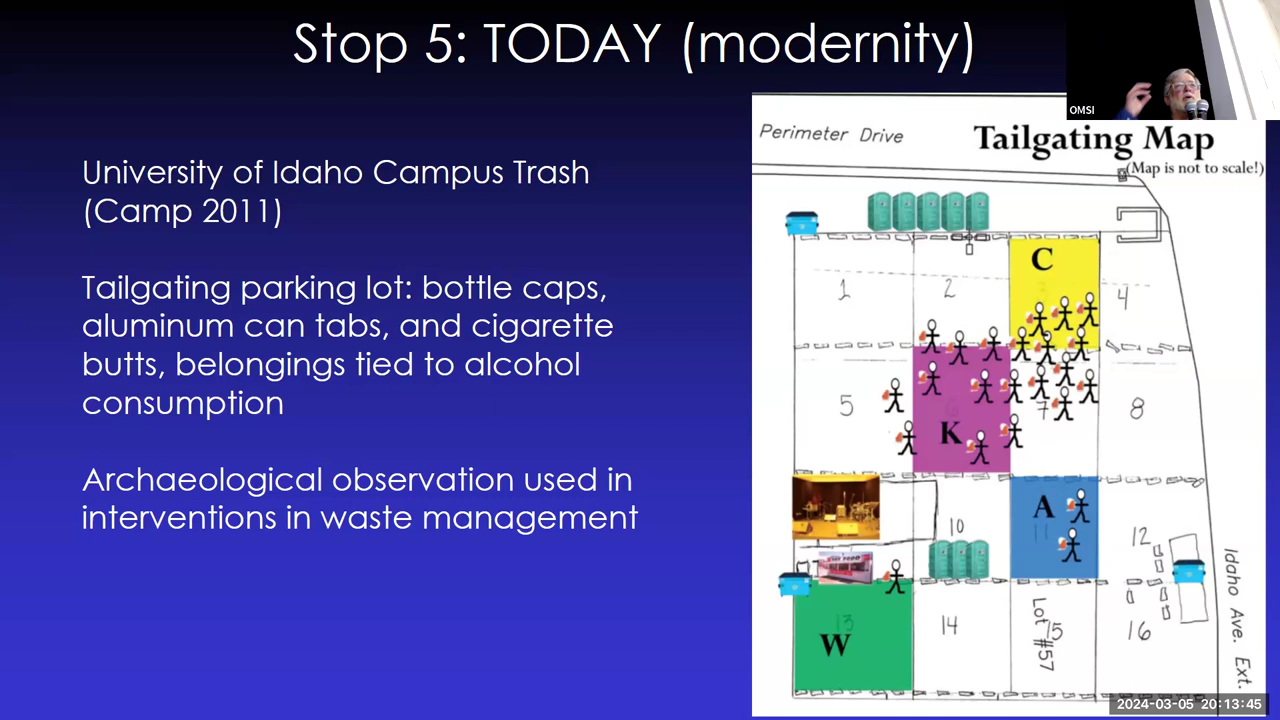 Stop 5: TODAY (modernity)
OMSI
University of Idaho Campus Trash
(Camp 2011)
Tailgating parking lot: bottle caps,
aluminum can tabs, and cigarette
butts, belongings tied to alcohol
consumption
Archaeological observation used in
interventions in waste management
Perimeter Drive
Tailgating Map
(Map is not to scale!)
C
1
2
4
5
K
7
8
A
10
11
12
13
W
14
Lot #57
15
16
Idaho Ave. Ext.
2024-03-05 20:13:45